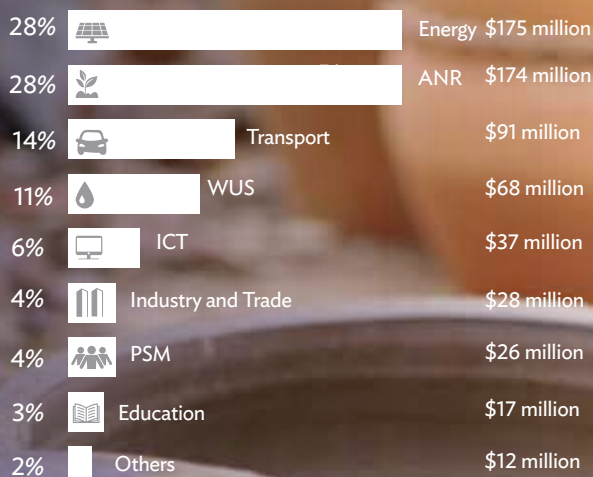 28% Energy $175 million
28% ANR $174 million
14% Transport $91 million
11% WUS $68 million
6% ICT $37 million
4% Industry and Trade $28 million
4% PSM $26 million
3% Education $17 million
2% Others $12 million